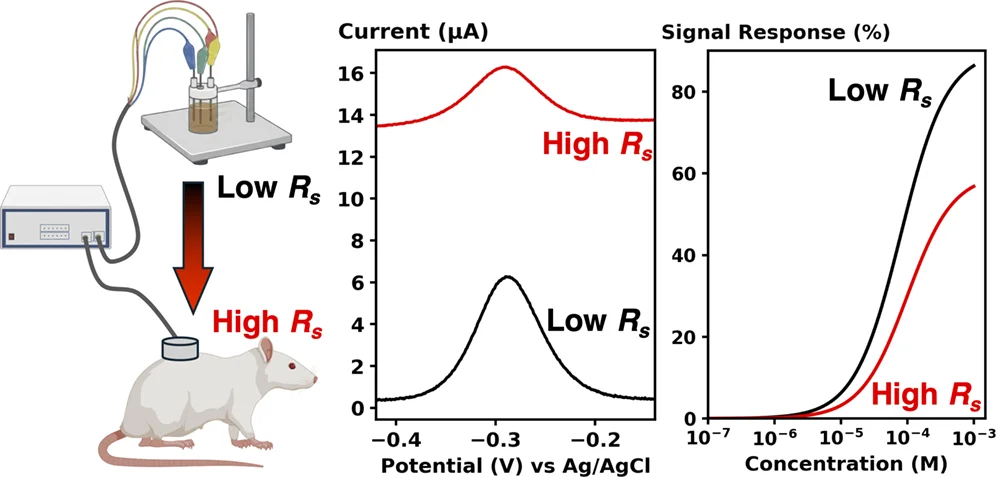 Low Rs
High Rs
Current (μA)
16
14
12
10
8
6
4
2
0
High Rs
Low Rs
−0.4
−0.3
−0.2
Potential (V) vs Ag/AgCl
Signal Response (%)
80
60
40
20
0
Low Rs
High Rs
10⁻⁷
10⁻⁶
10⁻⁵
10⁻⁴
10⁻³
Concentration (M)